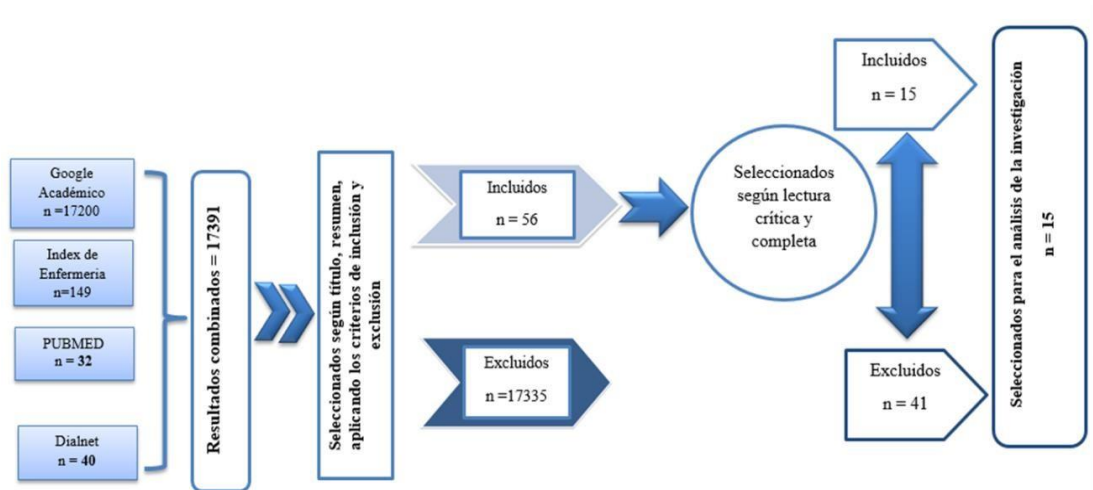 Google
Académico
n =17200
Index de
Enfermeria
n=149
PUBMED
n = 32
Dialnet
n = 40
Resultados combinados = 17391
Seleccionados según título, resumen,
aplicando los criterios de inclusión y
exclusión
Incluidos
n = 56
Excluidos
n =17335
Seleccionados
según lectura
crítica y
completa
Incluidos
n = 15
Excluidos
n = 41
Seleccionados para el análisis de la investigación
n = 15